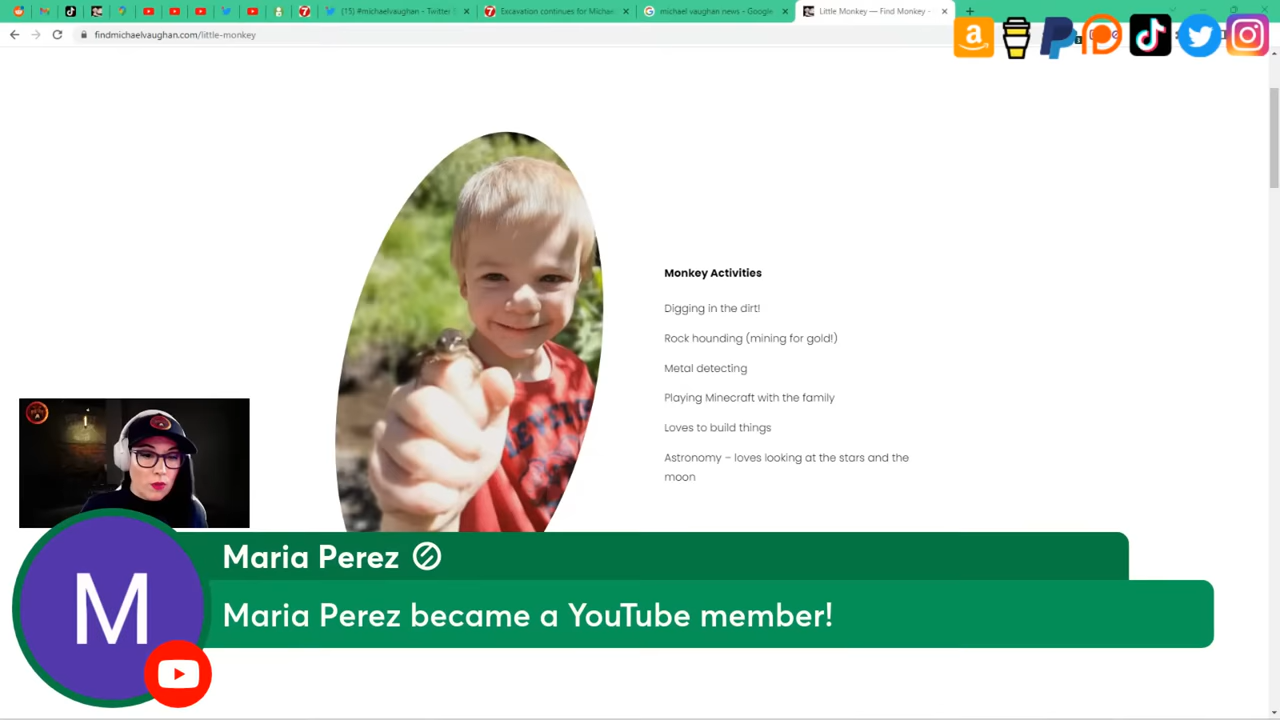 (15) #michaelvaughan - Twitter S
Excavation continues for Michae
michael vaughan news - Google
Little Monkey — Find Monkey -
findmichaelvaughan.com/little-monkey
Monkey Activities
Digging in the dirt!
Rock hounding (mining for gold!)
Metal detecting
Playing Minecraft with the family
Loves to build things
Astronomy – loves looking at the stars and the
moon
Maria Perez
M
Maria Perez became a YouTube member!